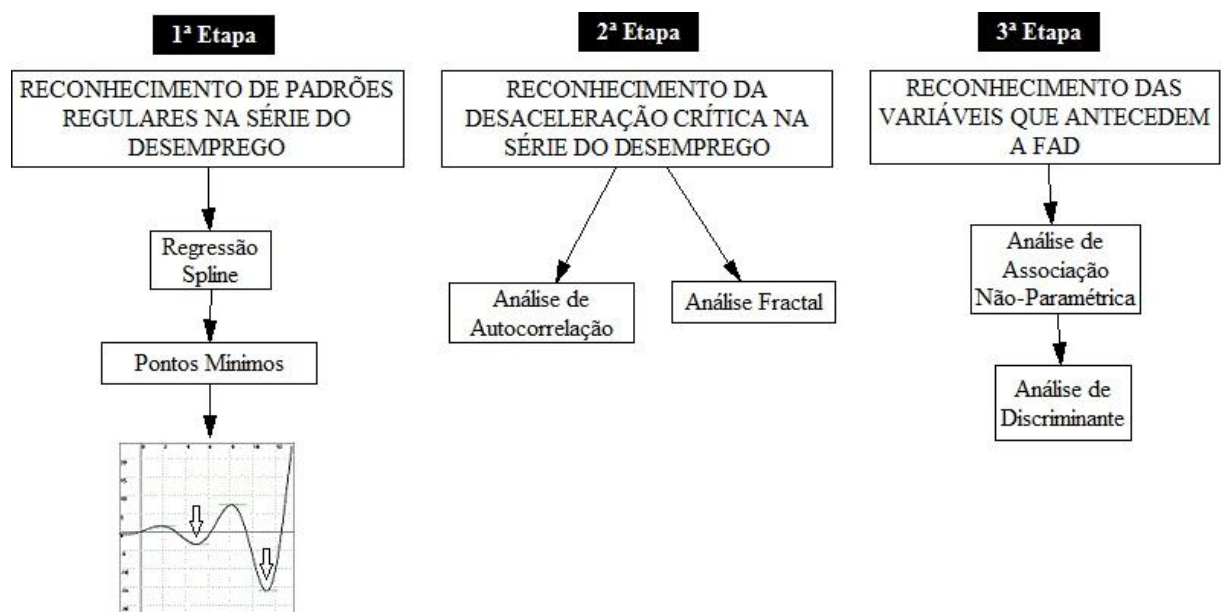 1ª Etapa
RECONHECIMENTO DE PADRÕES
REGULARES NA SÉRIE DO
DESEMPREGO
Regressão
Spline
Pontos Mínimos
2ª Etapa
RECONHECIMENTO DA
DESACELERAÇÃO CRÍTICA NA
SÉRIE DO DESEMPREGO
Análise de
Autocorrelação
Análise Fractal
3ª Etapa
RECONHECIMENTO DAS
VARIÁVEIS QUE ANTECEDEM
A FAD
Análise de
Associação
Não-Paramétrica
Análise de
Discriminante